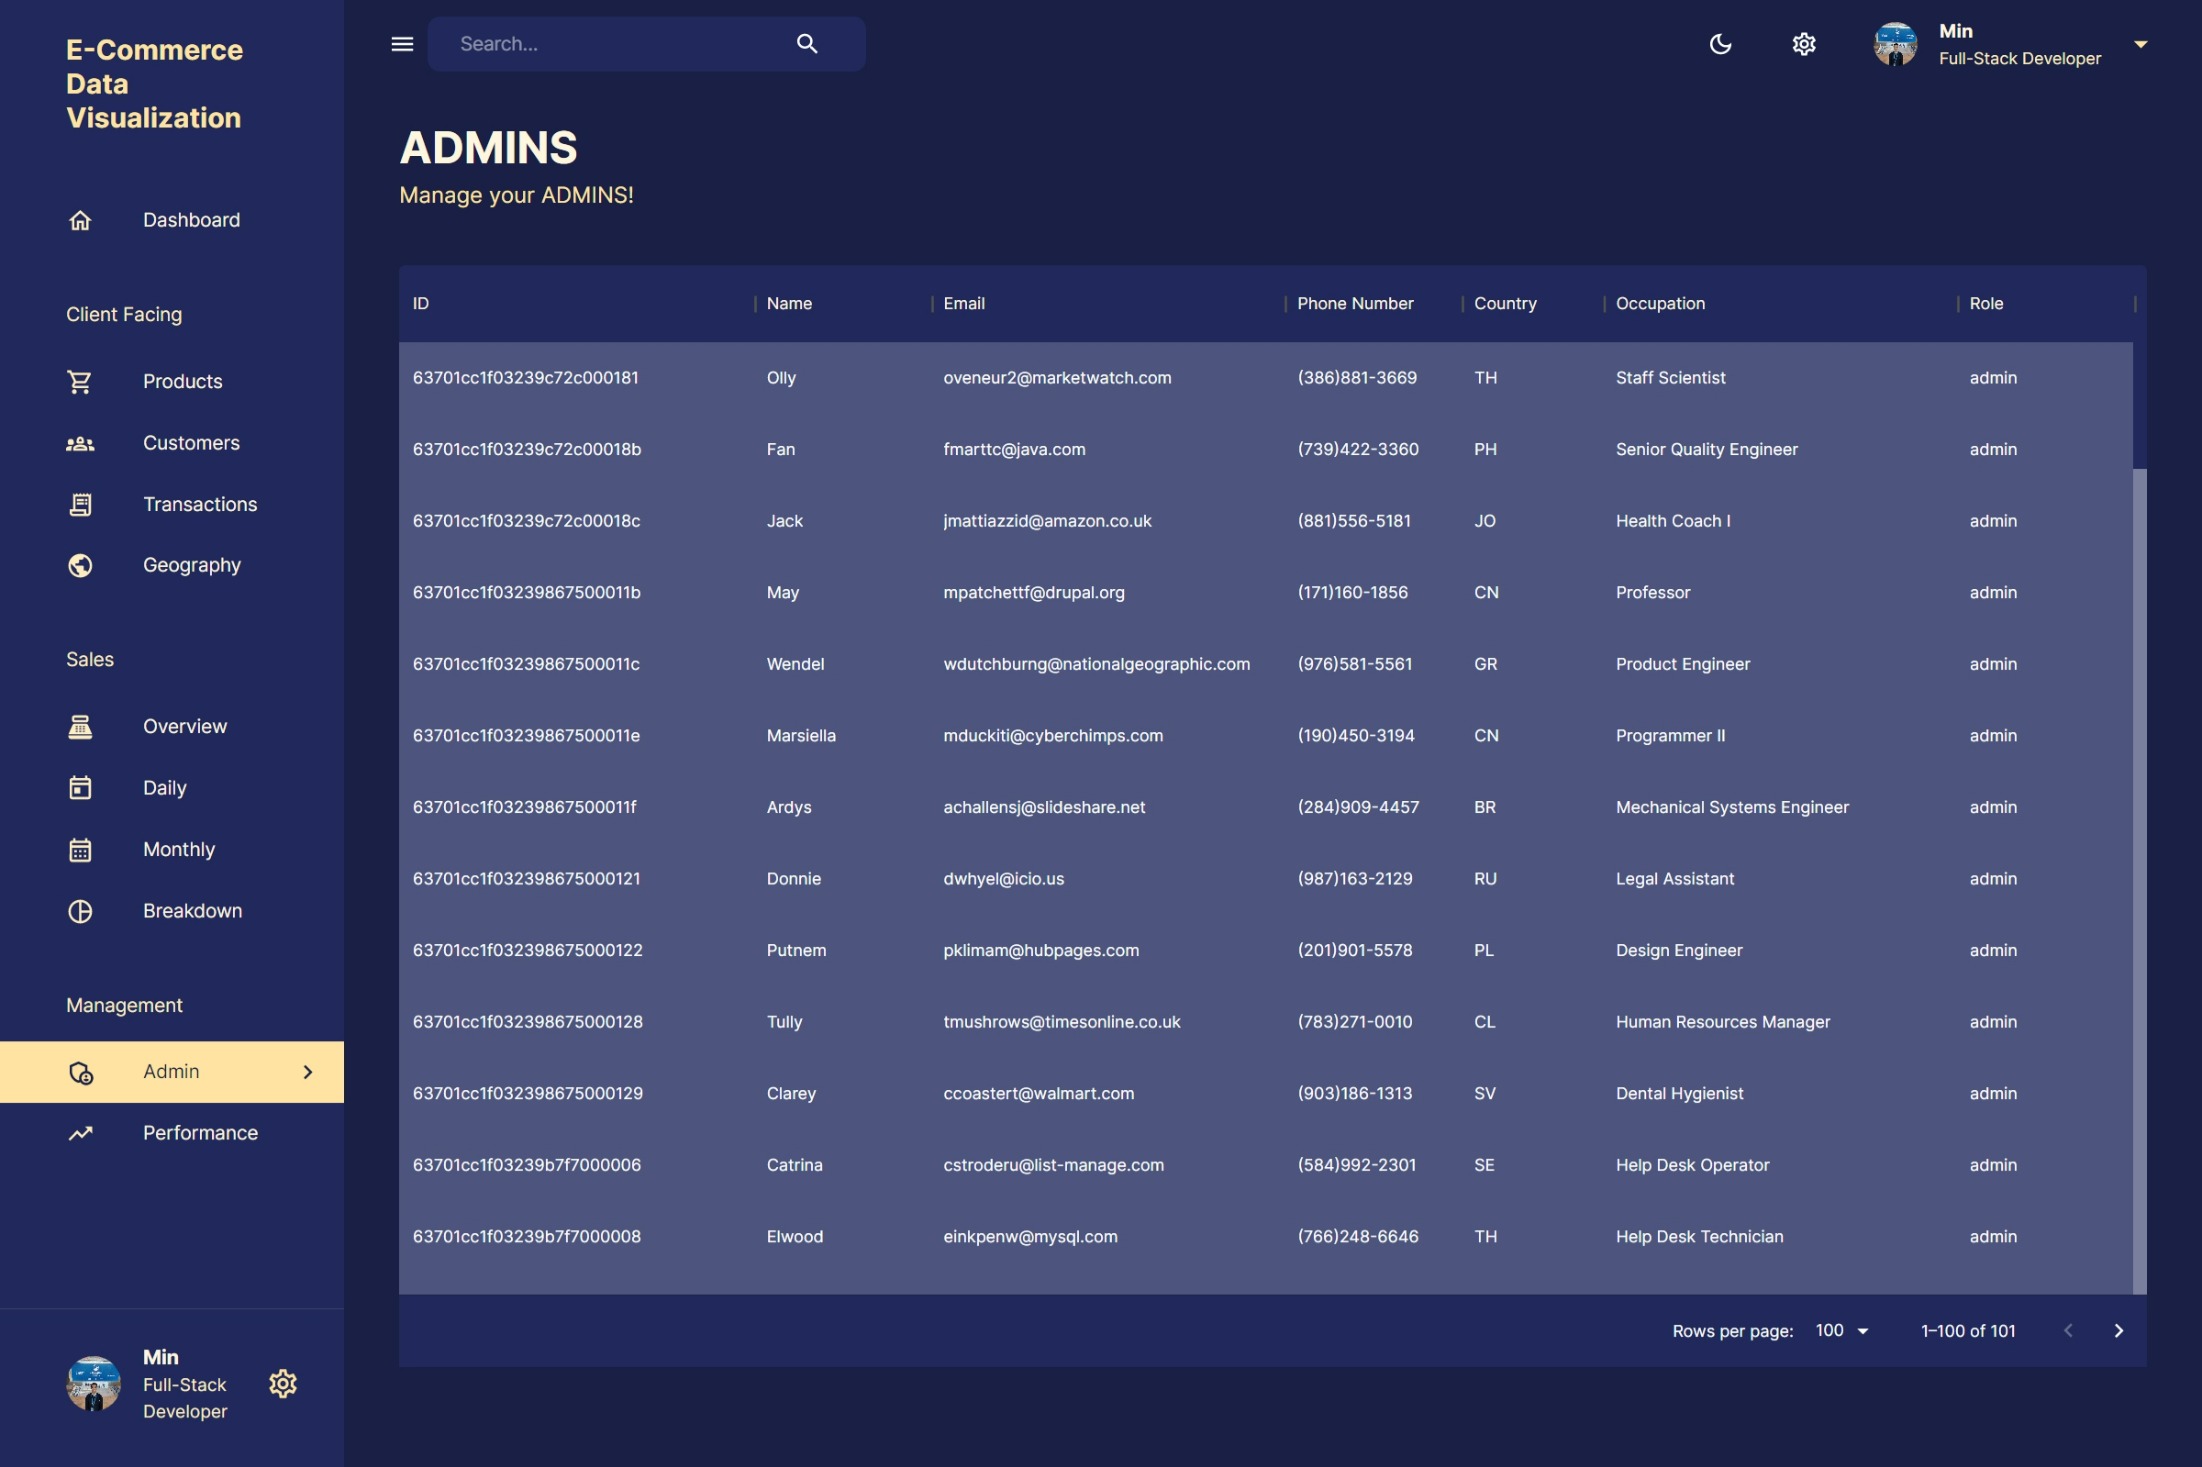 E-Commerce
Data
Visualization
Dashboard
Client Facing
Products
Customers
Transactions
Geography
Sales
Overview
Daily
Monthly
Breakdown
Management
Admin
Performance
Min
Full-Stack
Developer
Search...
Min
Full-Stack Developer
ADMINS
Manage your ADMINS!
ID Name Email Phone Number Country Occupation Role
63701cc1f03239c72c000181 Olly oveneur2@marketwatch.com (386)881-3669 TH Staff Scientist admin
63701cc1f03239c72c00018b Fan fmarttc@java.com (739)422-3360 PH Senior Quality Engineer admin
63701cc1f03239c72c00018c Jack jmattiazzid@amazon.co.uk (881)556-5181 JO Health Coach I admin
63701cc1f03239867500011b May mpatchettf@drupal.org (171)160-1856 CN Professor admin
63701cc1f03239867500011c Wendel wdutchburng@nationalgeographic.com (976)581-5561 GR Product Engineer admin
63701cc1f03239867500011e Marsiella mduckiti@cyberchimps.com (190)450-3194 CN Programmer II admin
63701cc1f03239867500011f Ardys achallensj@slideshare.net (284)909-4457 BR Mechanical Systems Engineer admin
63701cc1f032398675000121 Donnie dwhyel@icio.us (987)163-2129 RU Legal Assistant admin
63701cc1f032398675000122 Putnem pklimam@hubpages.com (201)901-5578 PL Design Engineer admin
63701cc1f032398675000128 Tully tmushrows@timesonline.co.uk (783)271-0010 CL Human Resources Manager admin
63701cc1f032398675000129 Clarey ccoastert@walmart.com (903)186-1313 SV Dental Hygienist admin
63701cc1f03239b7f7000006 Catrina cstroderu@list-manage.com (584)992-2301 SE Help Desk Operator admin
63701cc1f03239b7f7000008 Elwood einkpenw@mysql.com (766)248-6646 TH Help Desk Technician admin
Rows per page: 100 1–100 of 101